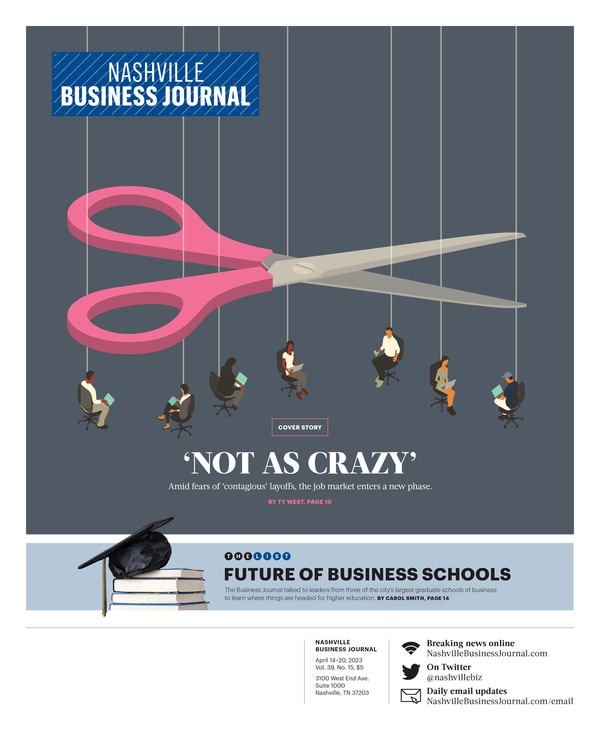 NASHVILLE
BUSINESS JOURNAL
COVER STORY
‘NOT AS CRAZY’
Amid fears of ‘contagious’ layoffs, the job market enters a new phase.
BY TY WEST, PAGE 10
THE LIST
FUTURE OF BUSINESS SCHOOLS
The Business Journal talked to leaders from three of the city’s largest graduate schools of business
to learn where things are headed for higher education. BY CAROL SMITH, PAGE 14
NASHVILLE
BUSINESS JOURNAL
April 14–20, 2023
Vol. 39, No. 15, $5
3100 West End Ave.
Suite 1000
Nashville, TN 37203
Breaking news online
NashvilleBusinessJournal.com
On Twitter
@nashvillebiz
Daily email updates
NashvilleBusinessJournal.com/email